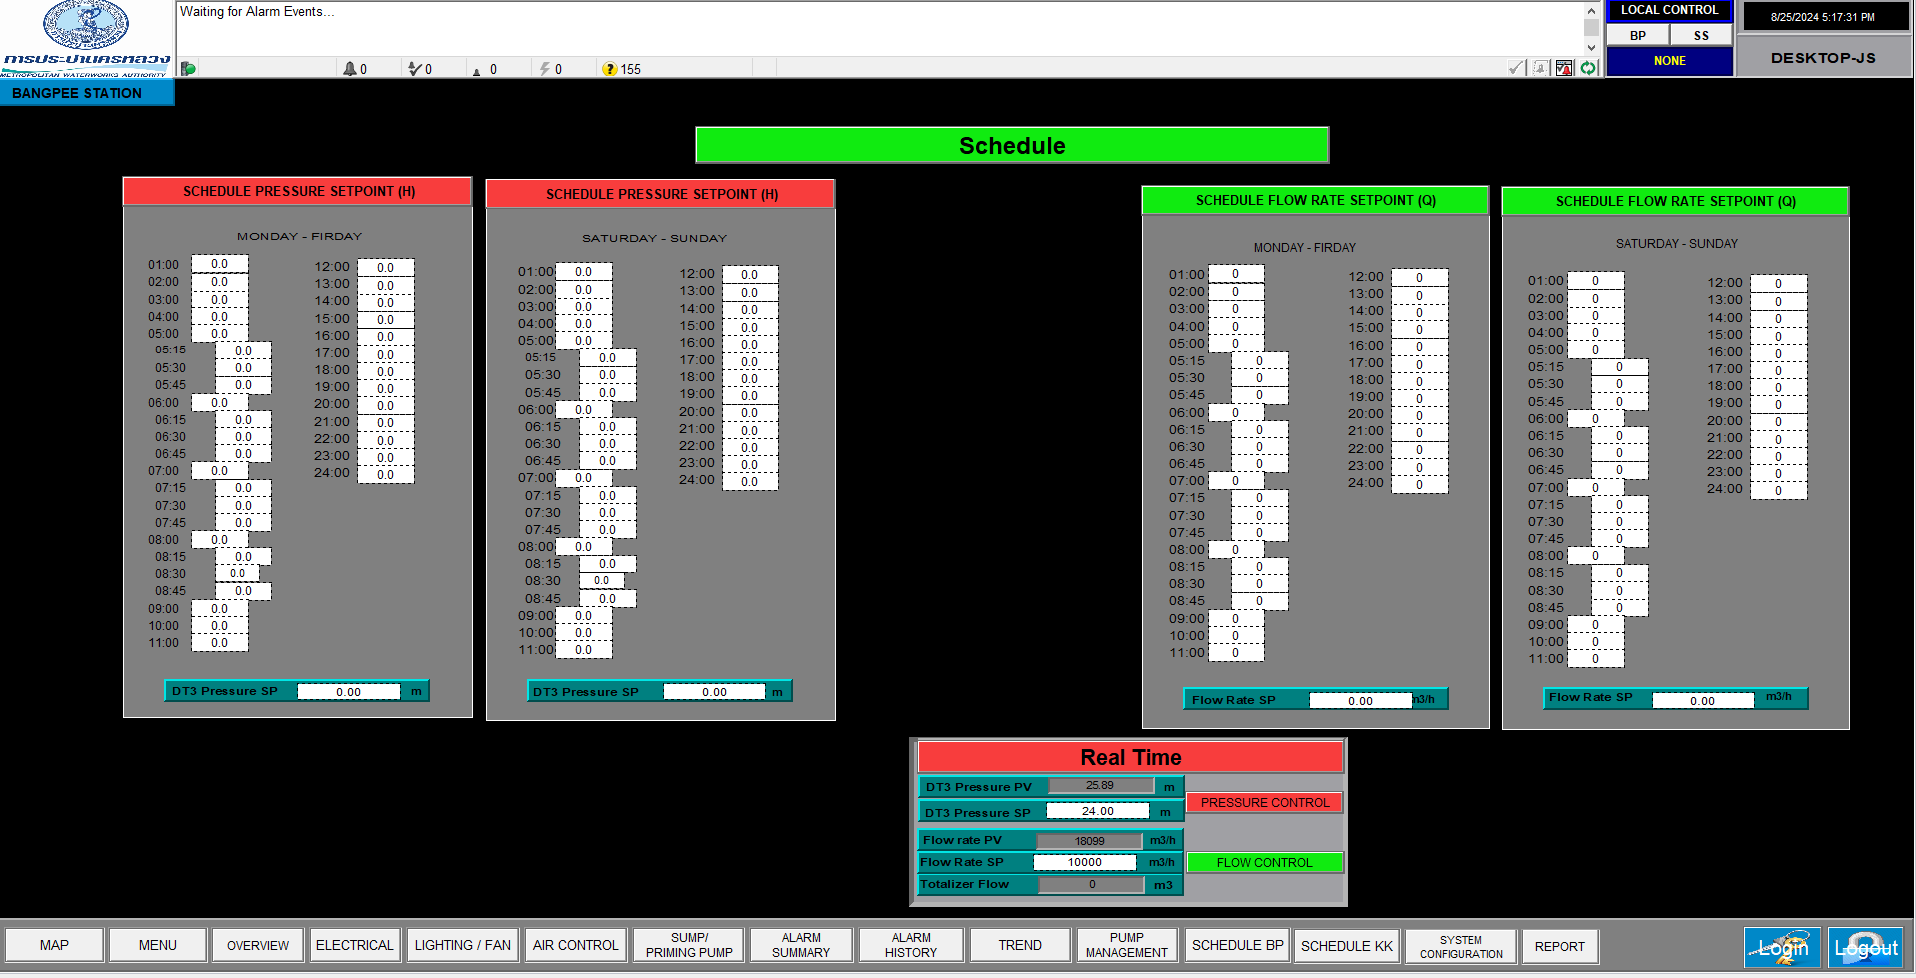 การประปานครหลวง
METROPOLITAN WATERWORKS AUTHORITY
Waiting for Alarm Events...
0 0 0 0 155
LOCAL CONTROL
BP SS
NONE
8/25/2024 5:17:31 PM
DESKTOP-JS
BANGPEE STATION
Schedule
SCHEDULE PRESSURE SETPOINT (H)
MONDAY - FIRDAY
01:00 0.0 12:00 0.0
02:00 0.0 13:00 0.0
03:00 0.0 14:00 0.0
04:00 0.0 15:00 0.0
05:00 0.0 16:00 0.0
05:15 0.0 17:00 0.0
05:30 0.0 18:00 0.0
05:45 0.0 19:00 0.0
06:00 0.0 20:00 0.0
06:15 0.0 21:00 0.0
06:30 0.0 22:00 0.0
06:45 0.0 23:00 0.0
07:00 0.0 24:00 0.0
07:15 0.0
07:30 0.0
07:45 0.0
08:00 0.0
08:15 0.0
08:30 0.0
08:45 0.0
09:00 0.0
10:00 0.0
11:00 0.0
DT3 Pressure SP 0.00 m
SCHEDULE PRESSURE SETPOINT (H)
SATURDAY - SUNDAY
01:00 0.0 12:00 0.0
02:00 0.0 13:00 0.0
03:00 0.0 14:00 0.0
04:00 0.0 15:00 0.0
05:00 0.0 16:00 0.0
05:15 0.0 17:00 0.0
05:30 0.0 18:00 0.0
05:45 0.0 19:00 0.0
06:00 0.0 20:00 0.0
06:15 0.0 21:00 0.0
06:30 0.0 22:00 0.0
06:45 0.0 23:00 0.0
07:00 0.0 24:00 0.0
07:15 0.0
07:30 0.0
07:45 0.0
08:00 0.0
08:15 0.0
08:30 0.0
08:45 0.0
09:00 0.0
10:00 0.0
11:00 0.0
DT3 Pressure SP 0.00 m
SCHEDULE FLOW RATE SETPOINT (Q)
MONDAY - FIRDAY
01:00 0 12:00 0
02:00 0 13:00 0
03:00 0 14:00 0
04:00 0 15:00 0
05:00 0 16:00 0
05:15 0 17:00 0
05:30 0 18:00 0
05:45 0 19:00 0
06:00 0 20:00 0
06:15 0 21:00 0
06:30 0 22:00 0
06:45 0 23:00 0
07:00 0 24:00 0
07:15 0
07:30 0
07:45 0
08:00 0
08:15 0
08:30 0
08:45 0
09:00 0
10:00 0
11:00 0
Flow Rate SP 0.00 m3/h
SCHEDULE FLOW RATE SETPOINT (Q)
SATURDAY - SUNDAY
01:00 0 12:00 0
02:00 0 13:00 0
03:00 0 14:00 0
04:00 0 15:00 0
05:00 0 16:00 0
05:15 0 17:00 0
05:30 0 18:00 0
05:45 0 19:00 0
06:00 0 20:00 0
06:15 0 21:00 0
06:30 0 22:00 0
06:45 0 23:00 0
07:00 0 24:00 0
07:15 0
07:30 0
07:45 0
08:00 0
08:15 0
08:30 0
08:45 0
09:00 0
10:00 0
11:00 0
Flow Rate SP 0.00 m3/h
Real Time
DT3 Pressure PV 25.89 m
DT3 Pressure SP 24.00 m
PRESSURE CONTROL
Flow rate PV 18099 m3/h
Flow Rate SP 10000 m3/h
FLOW CONTROL
Totalizer Flow 0 m3
MAP
MENU
OVERVIEW
ELECTRICAL
LIGHTING / FAN
AIR CONTROL
SUMP/
PRIMING PUMP
ALARM
SUMMARY
ALARM
HISTORY
TREND
PUMP
MANAGEMENT
SCHEDULE BP
SCHEDULE KK
SYSTEM
CONFIGURATION
REPORT
Login
Logout